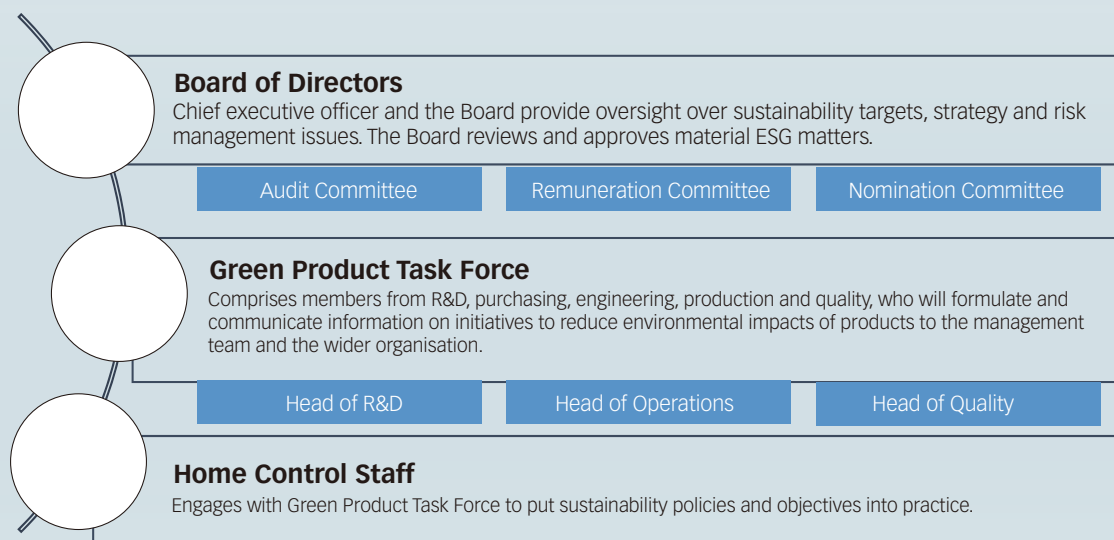 Board of Directors
Chief executive officer and the Board provide oversight over sustainability targets, strategy and risk
management issues. The Board reviews and approves material ESG matters.
Audit Committee
Remuneration Committee
Nomination Committee
Green Product Task Force
Comprises members from R&D, purchasing, engineering, production and quality, who will formulate and
communicate information on initiatives to reduce environmental impacts of products to the management
team and the wider organisation.
Head of R&D
Head of Operations
Head of Quality
Home Control Staff
Engages with Green Product Task Force to put sustainability policies and objectives into practice.